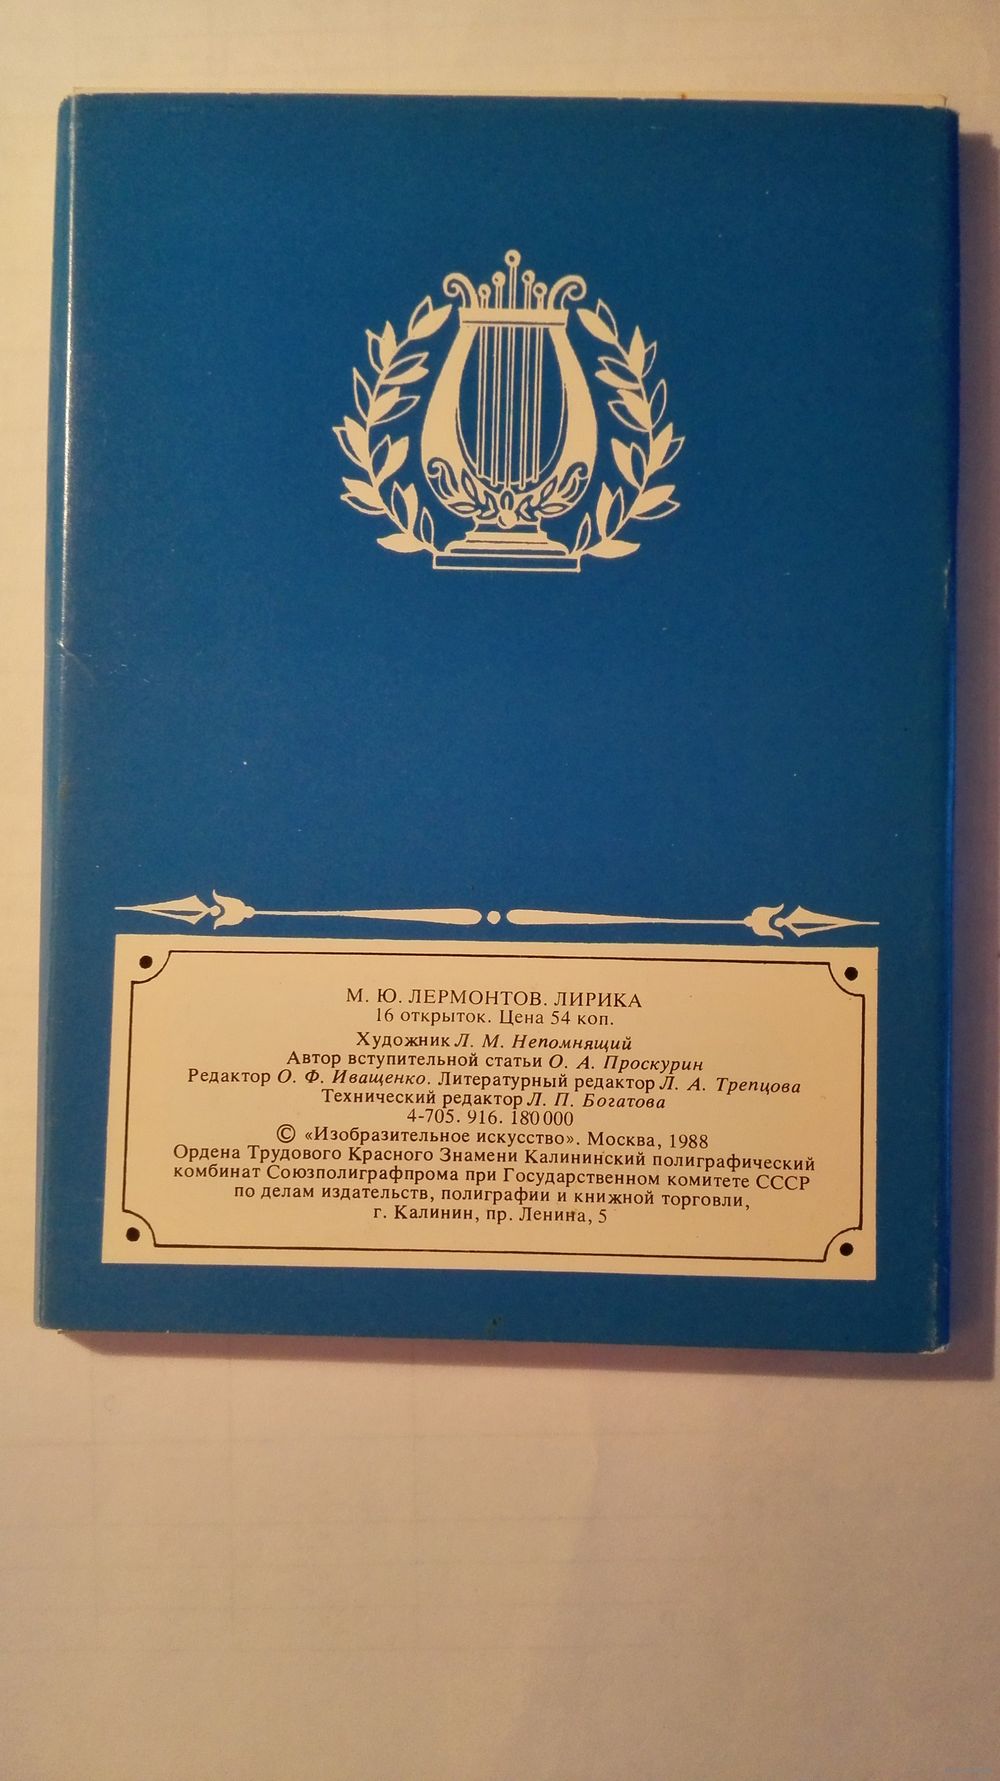 М. Ю. ЛЕРМОНТОВ. ЛИРИКА
16 открыток. Цена 54 коп.
Художник Л. М. Непомнящий
Автор вступительной статьи О. А. Проскурин
Редактор О. Ф. Иващенко. Литературный редактор Л. А. Трепцова
Технический редактор Л. П. Богатова
4-705. 916. 180 000
© «Изобразительное искусство». Москва, 1988
Ордена Трудового Красного Знамени Калининский полиграфический
комбинат Союзполиграфпрома при Государственном комитете СССР
по делам издательств, полиграфии и книжной торговли,
г. Калинин, пр. Ленина, 5